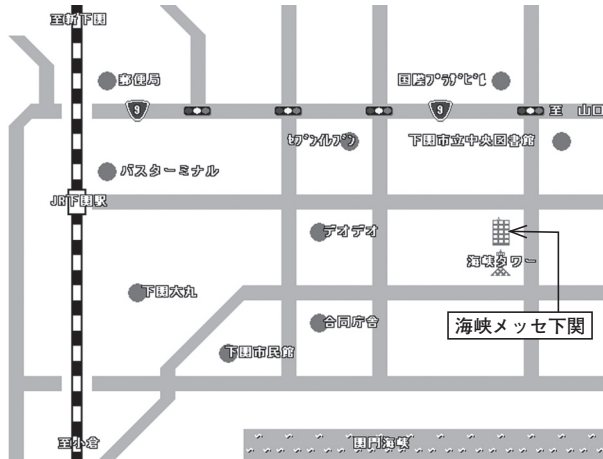 至新下関
郵便局
国際プラザビル
9
9
至 山口
セブンイレブン
下関市立中央図書館
バスターミナル
JR下関駅
デオデオ
海峡タワー
下関大丸
合同庁舎
海峡メッセ下関
下関市民館
至小倉
関門海峡